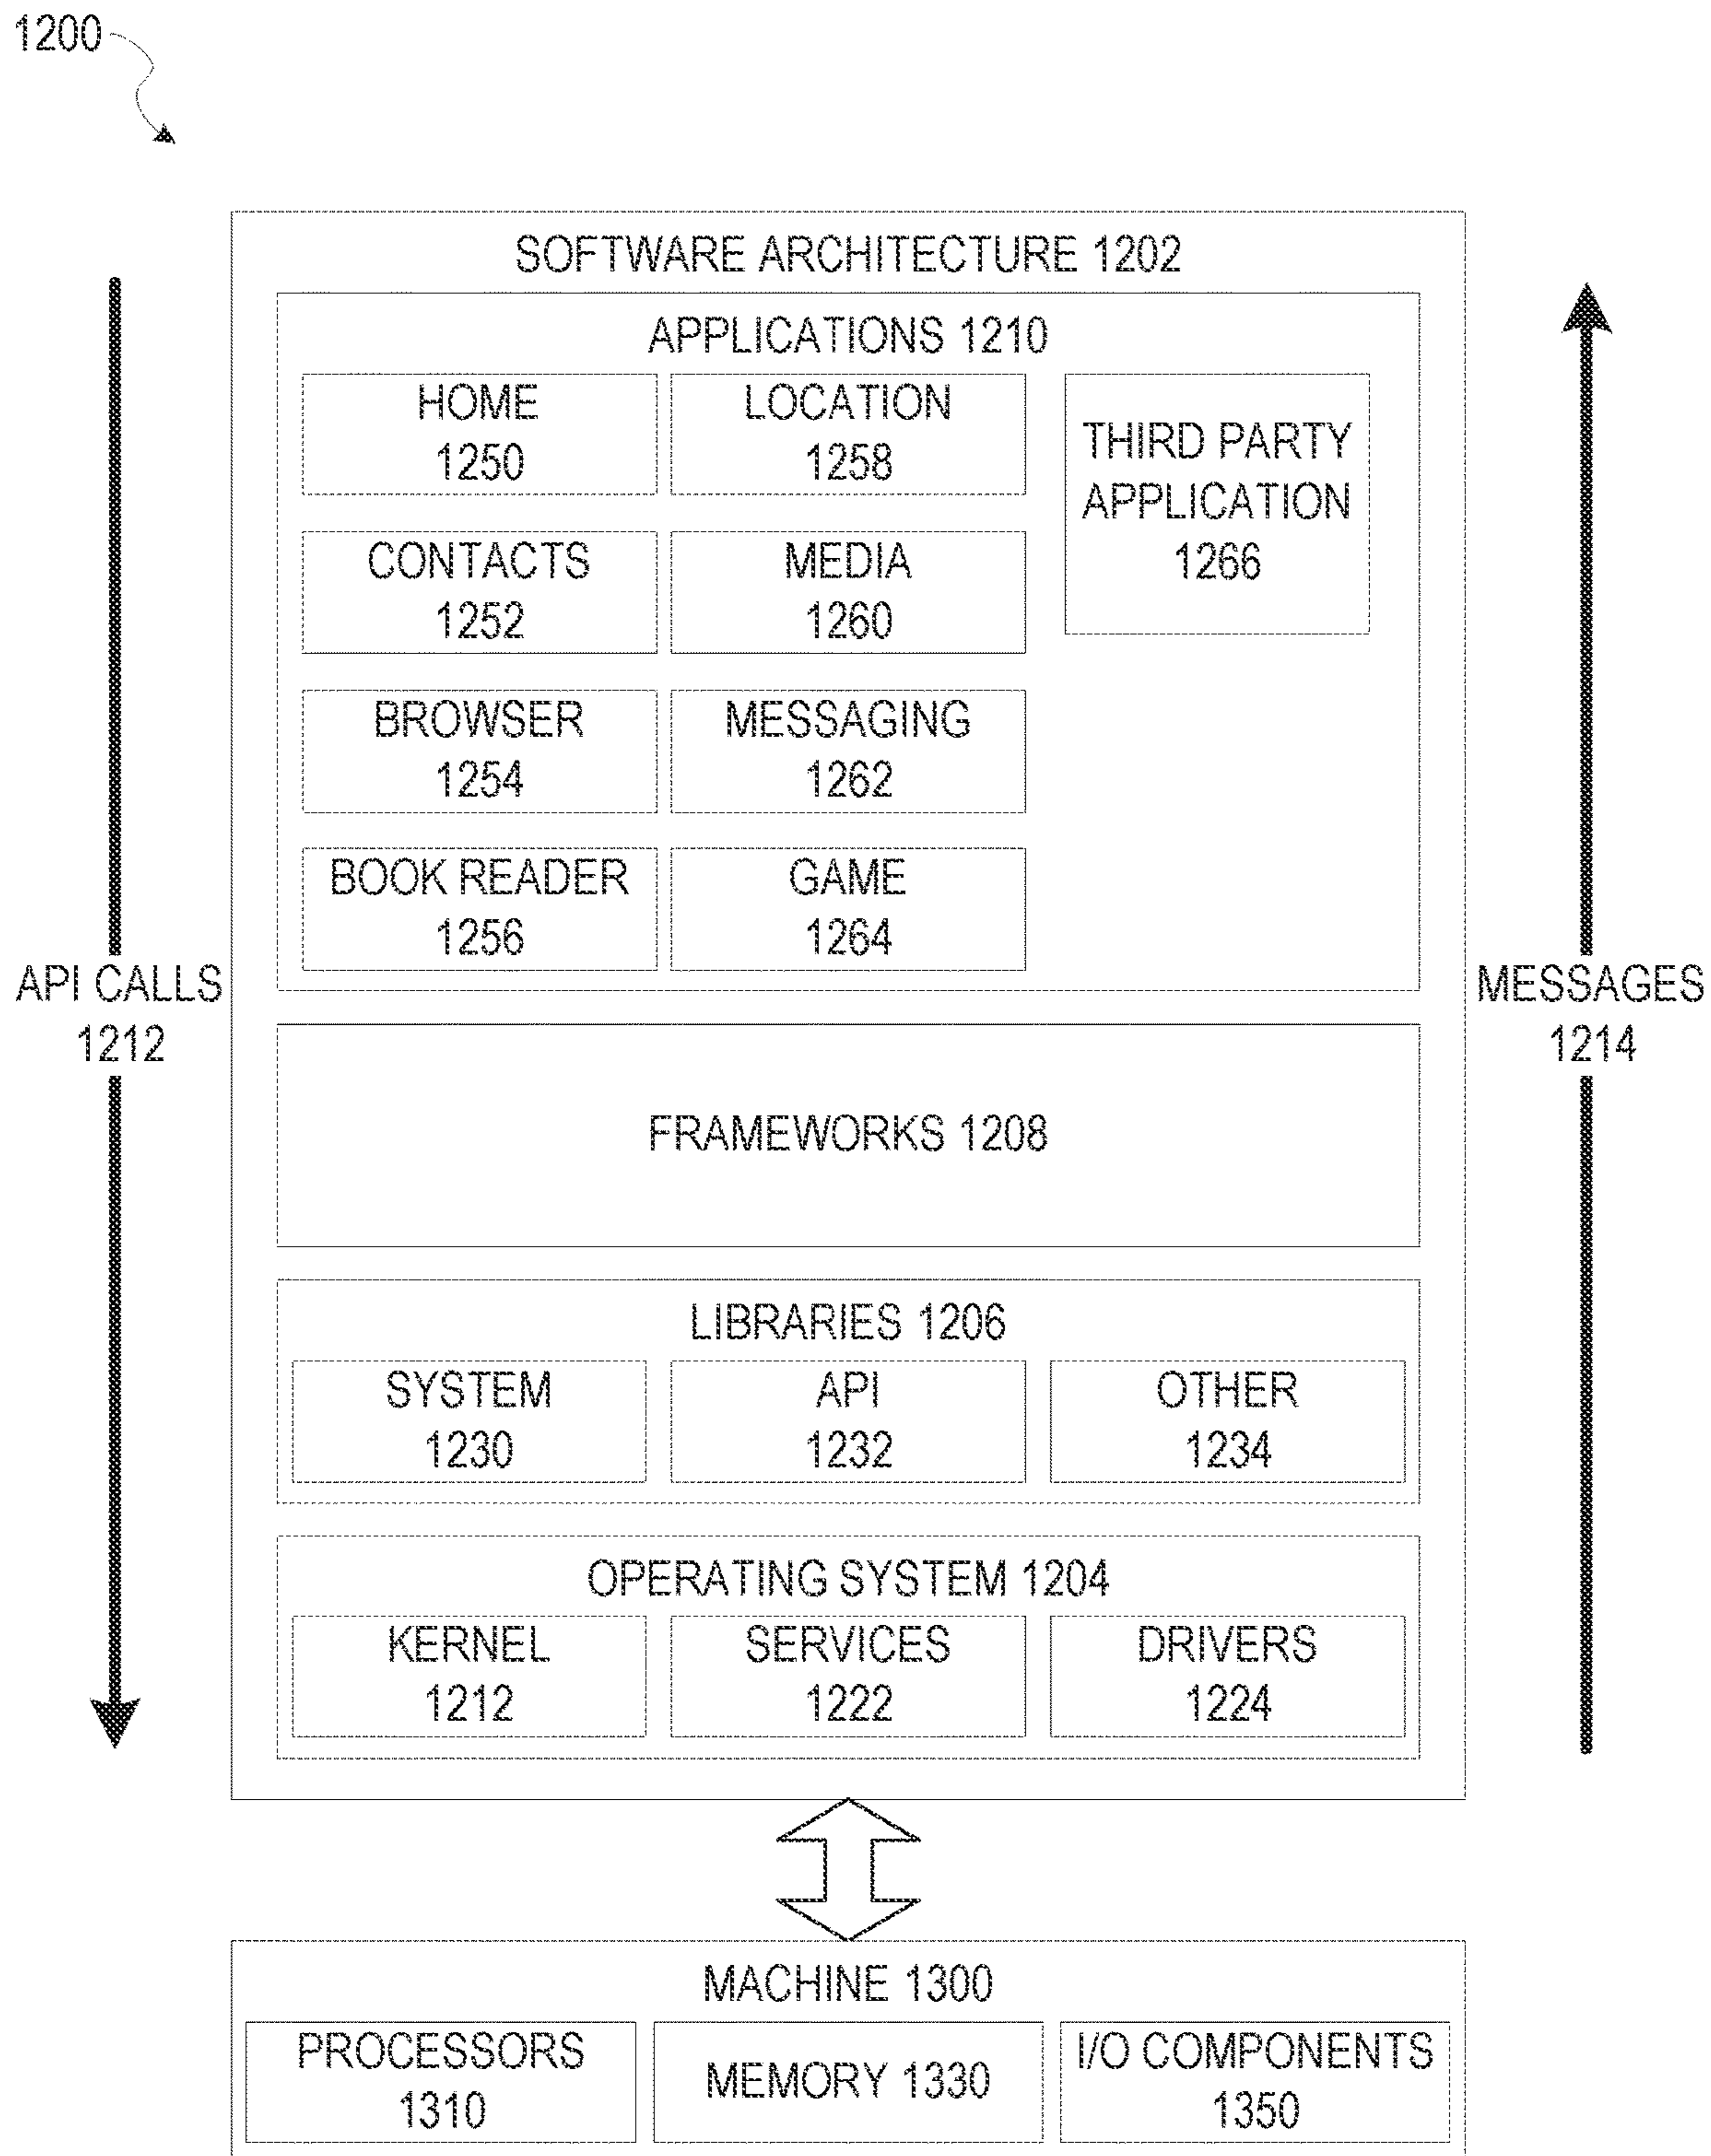 1200
SOFTWARE ARCHITECTURE 1202
APPLICATIONS 1210
HOME
1250
LOCATION
1258
THIRD PARTY
APPLICATION
1266
CONTACTS
1252
MEDIA
1260
BROWSER
1254
MESSAGING
1262
BOOK READER
1256
GAME
1264
API CALLS
1212
MESSAGES
1214
FRAMEWORKS 1208
LIBRARIES 1206
SYSTEM
1230
API
1232
OTHER
1234
OPERATING SYSTEM 1204
KERNEL
1212
SERVICES
1222
DRIVERS
1224
MACHINE 1300
PROCESSORS
1310
MEMORY 1330
I/O COMPONENTS
1350